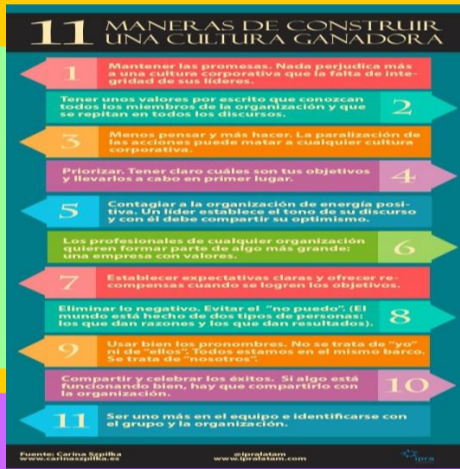 11 MANERAS DE CONSTRUIR
UNA CULTURA GANADORA
1
Mantener las promesas. Nada perjudica más
a una cultura corporativa que la falta de inte-
gridad de sus líderes.
Tener unos valores por escrito que conozcan
todos los miembros de la organización y que
se repitan en todos los discursos.
2
3
Menos pensar y más hacer. La paralización de
las acciones puede matar a cualquier cultura
corporativa.
Priorizar. Tener claro cuáles son tus objetivos
y llevarlos a cabo en primer lugar.
4
5
Contagiar a la organización de energía posi-
tiva. Un líder establece el tono de su discurso
y con él debe compartir su optimismo.
Los profesionales de cualquier organización
quieren formar parte de algo más grande:
una empresa con valores.
6
7
Establecer expectativas claras y ofrecer re-
compensas cuando se logren los objetivos.
Eliminar lo negativo. Evitar el "no puedo". (El
mundo está hecho de dos tipos de personas:
los que dan razones y los que dan resultados).
8
9
Usar bien los pronombres. No se trata de "yo"
ni de "ellos". Todos estamos en el mismo barco.
Se trata de "nosotros".
Compartir y celebrar los éxitos. Si algo está
funcionando bien, hay que compartirlo con
la organización.
10
11
Ser uno más en el equipo e identificarse con
el grupo y la organización.
Fuente: Carina Szpilka
www.carinaszpilka.es
@ipralatam
www.ipralatam.com
ipra